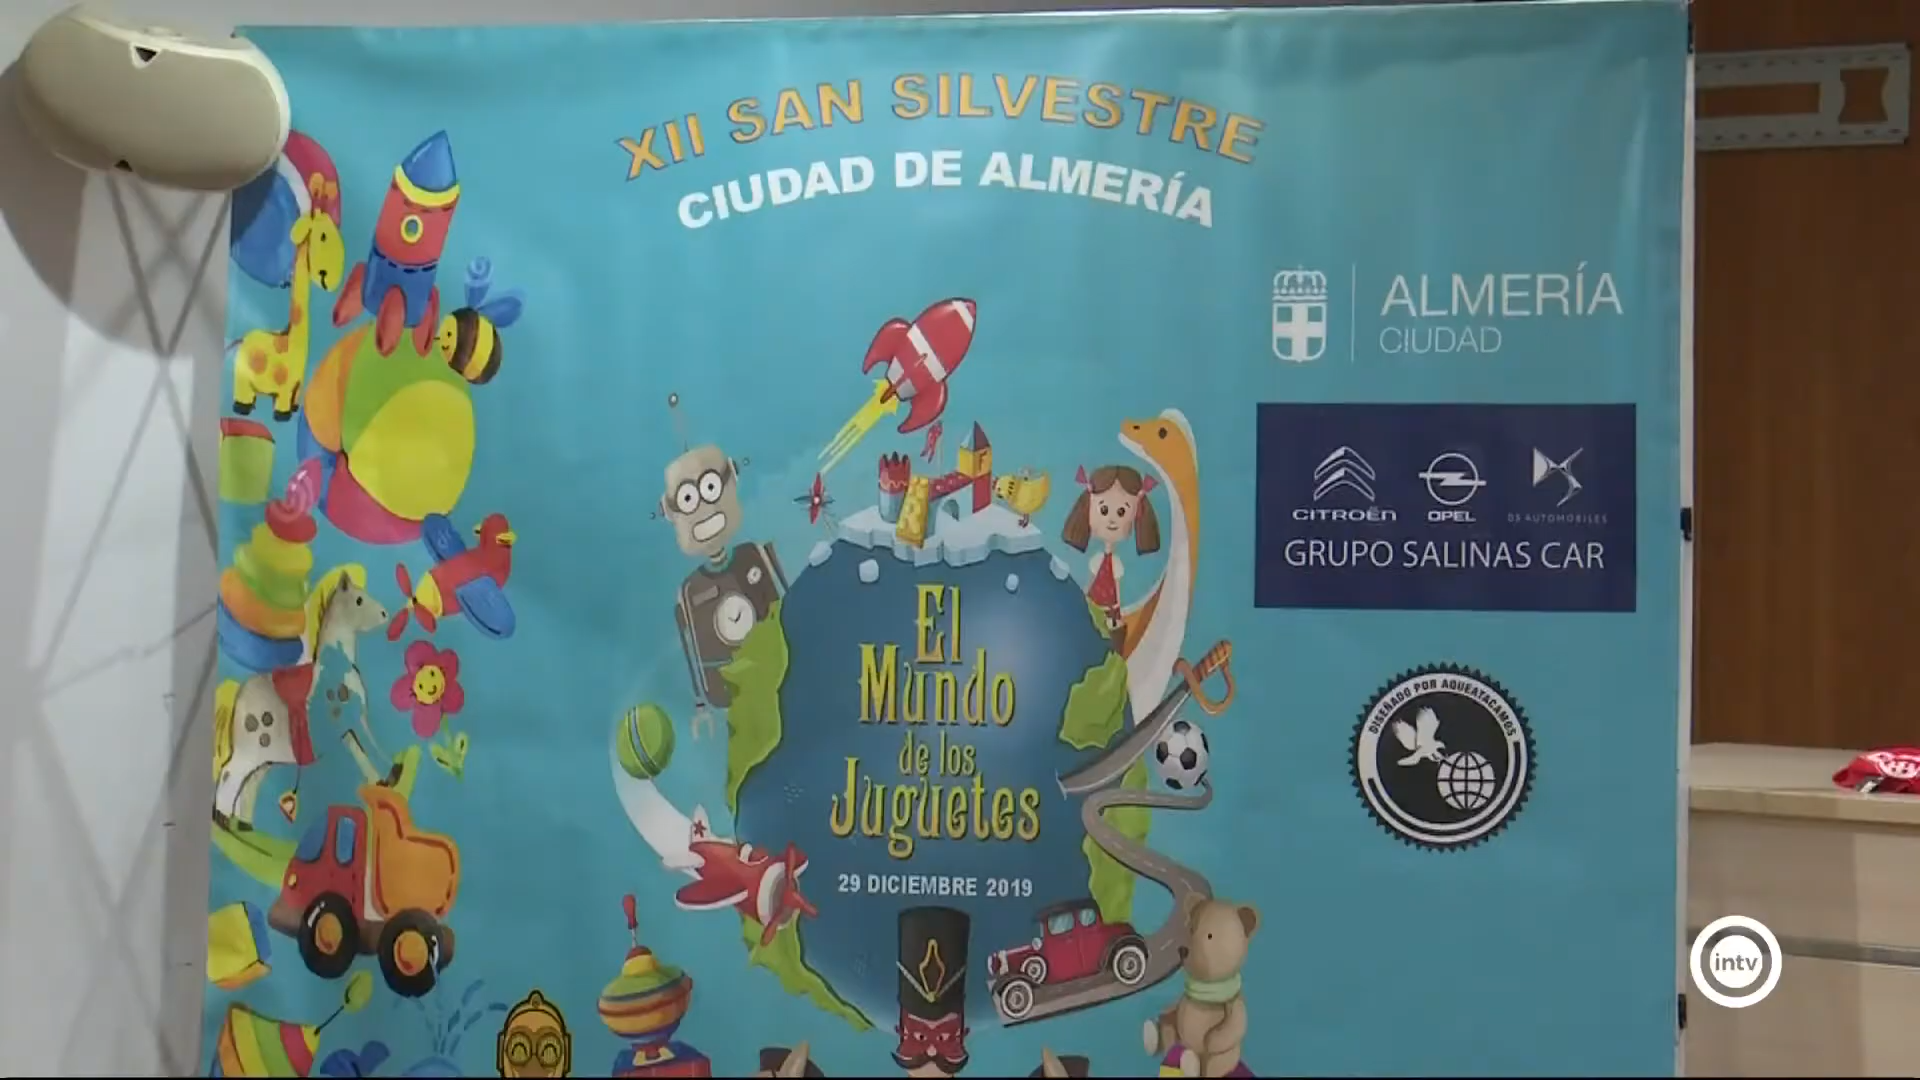 XII SAN SILVESTRE
CIUDAD DE ALMERÍA
ALMERÍA
CIUDAD
CITROËN
OPEL
DS AUTOMOBILES
GRUPO SALINAS CAR
El
Mundo
de los
Juguetes
29 DICIEMBRE 2019
DISEÑADO POR AQUEATACAMOS
intv